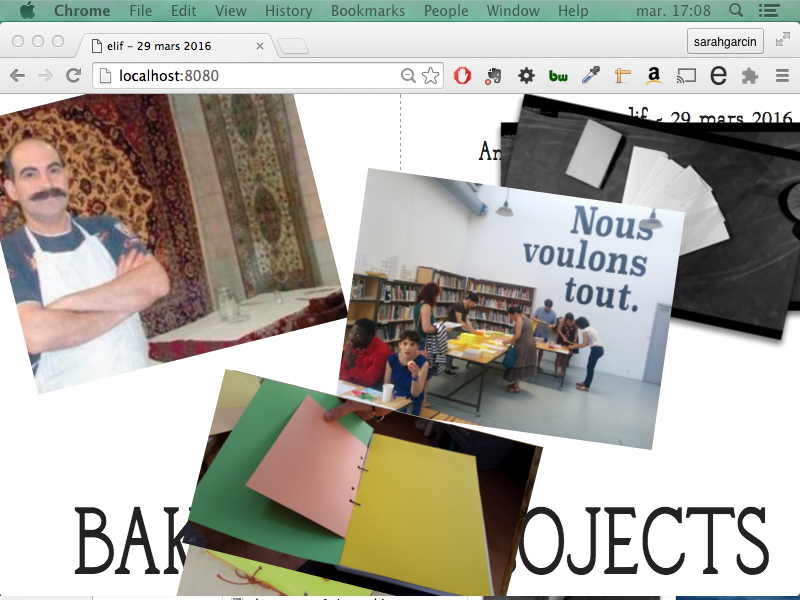 Chrome File Edit View History Bookmarks People Window Help mar. 17:08
elif – 29 mars 2016
sarahgarcin
localhost:8080
bw
a
e
elif - 29 mars 2016
An
Nous
voulons
tout.
BAK OJECTS